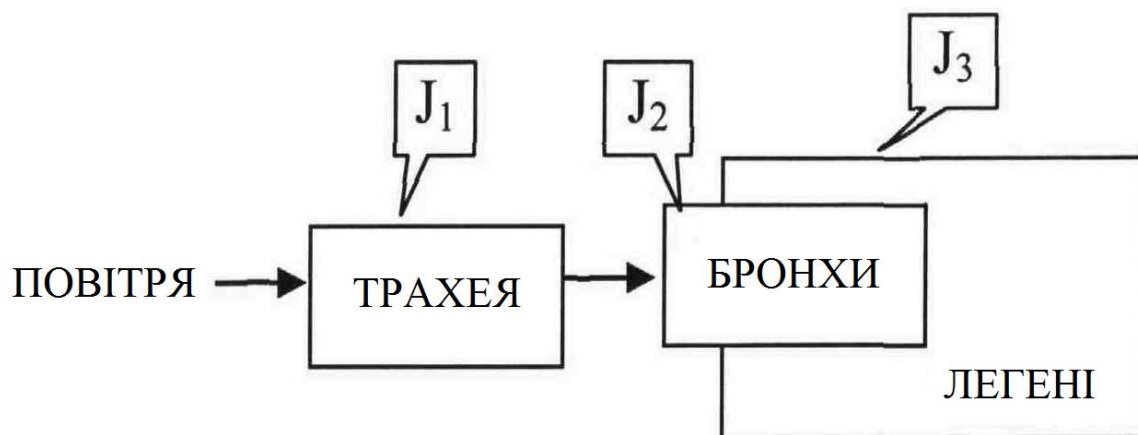 J₁
J₂
J₃
ПОВІТРЯ
ТРАХЕЯ
БРОНХИ
ЛЕГЕНІ